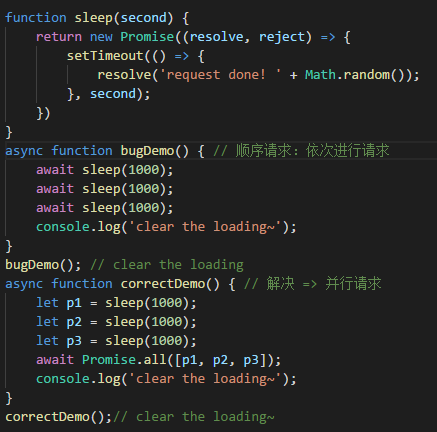 function sleep(second) {
    return new Promise((resolve, reject) => {
        setTimeout(() => {
            resolve('request done! ' + Math.random());
        }, second);
    })
}
async function bugDemo() { // 顺序请求：依次进行请求
    await sleep(1000);
    await sleep(1000);
    await sleep(1000);
    console.log('clear the loading~');
}
bugDemo(); // clear the loading
async function correctDemo() { // 解决 => 并行请求
    let p1 = sleep(1000);
    let p2 = sleep(1000);
    let p3 = sleep(1000);
    await Promise.all([p1, p2, p3]);
    console.log('clear the loading~');
}
correctDemo();// clear the loading~